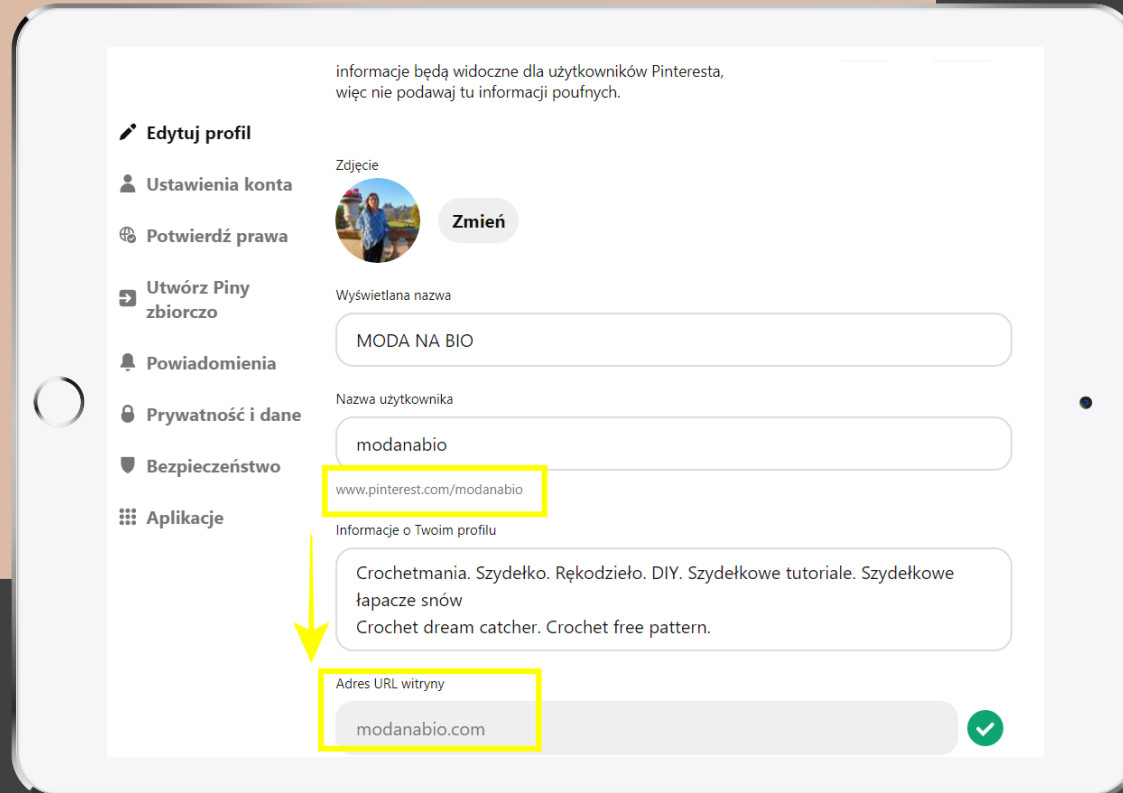 informacje będą widoczne dla użytkowników Pinteresta,
więc nie podawaj tu informacji poufnych.
Edytuj profil
Ustawienia konta
Potwierdź prawa
Utwórz Piny
zbiorczo
Powiadomienia
Prywatność i dane
Bezpieczeństwo
Aplikacje
Zdjęcie
Zmień
Wyświetlana nazwa
MODA NA BIO
Nazwa użytkownika
modanabio
www.pinterest.com/modanabio
Informacje o Twoim profilu
Crochetmania. Szydełko. Rękodzieło. DIY. Szydełkowe tutoriale. Szydełkowe
łapacze snów
Crochet dream catcher. Crochet free pattern.
Adres URL witryny
modanabio.com